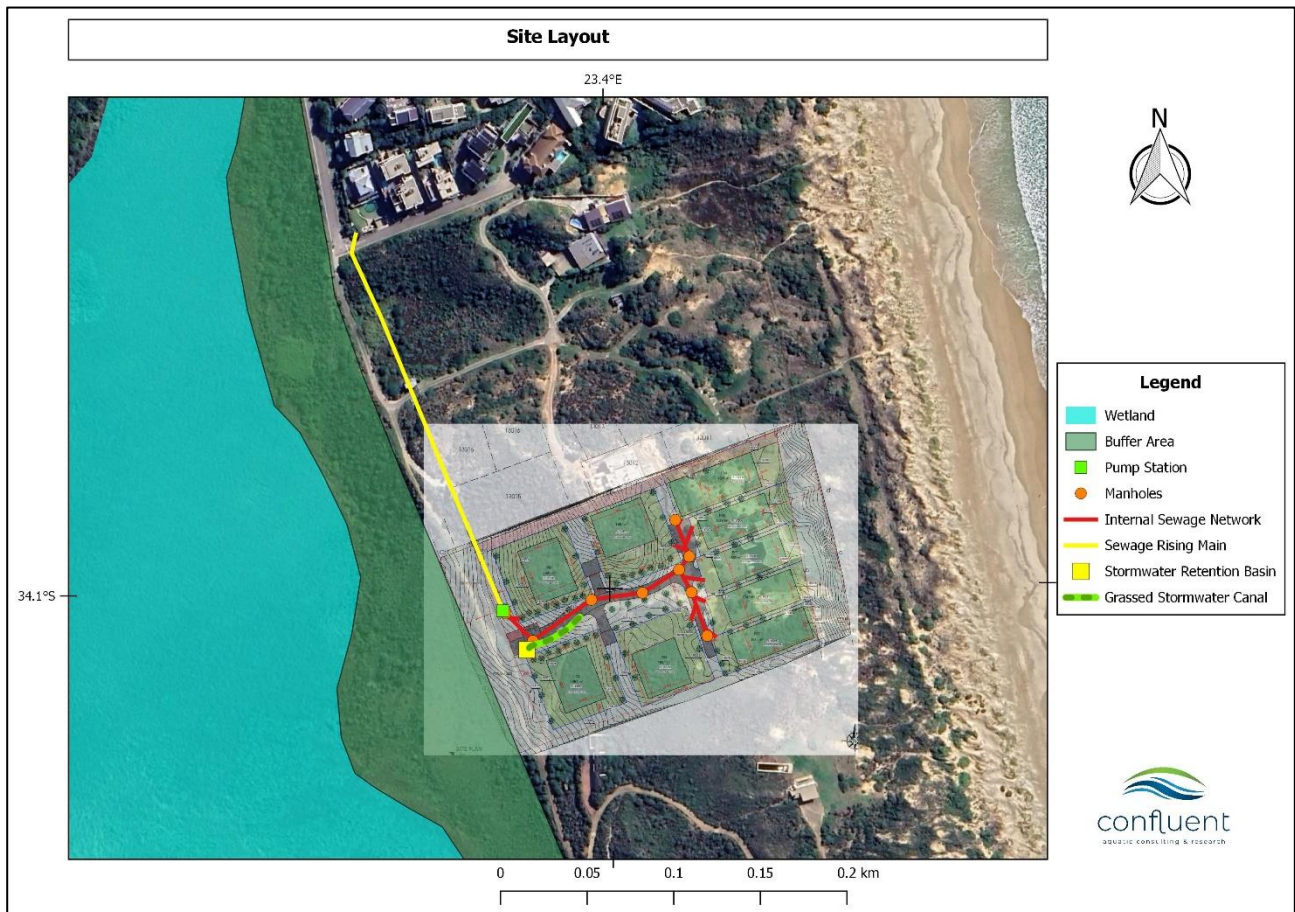 Site Layout
23.4°E
34.1°S
N
Legend
Wetland
Buffer Area
Pump Station
Manholes
Internal Sewage Network
Sewage Rising Main
Stormwater Retention Basin
Grassed Stormwater Canal
SITE PLAN
confluent
aquatic consulting & research
0 0.05 0.1 0.15 0.2 km